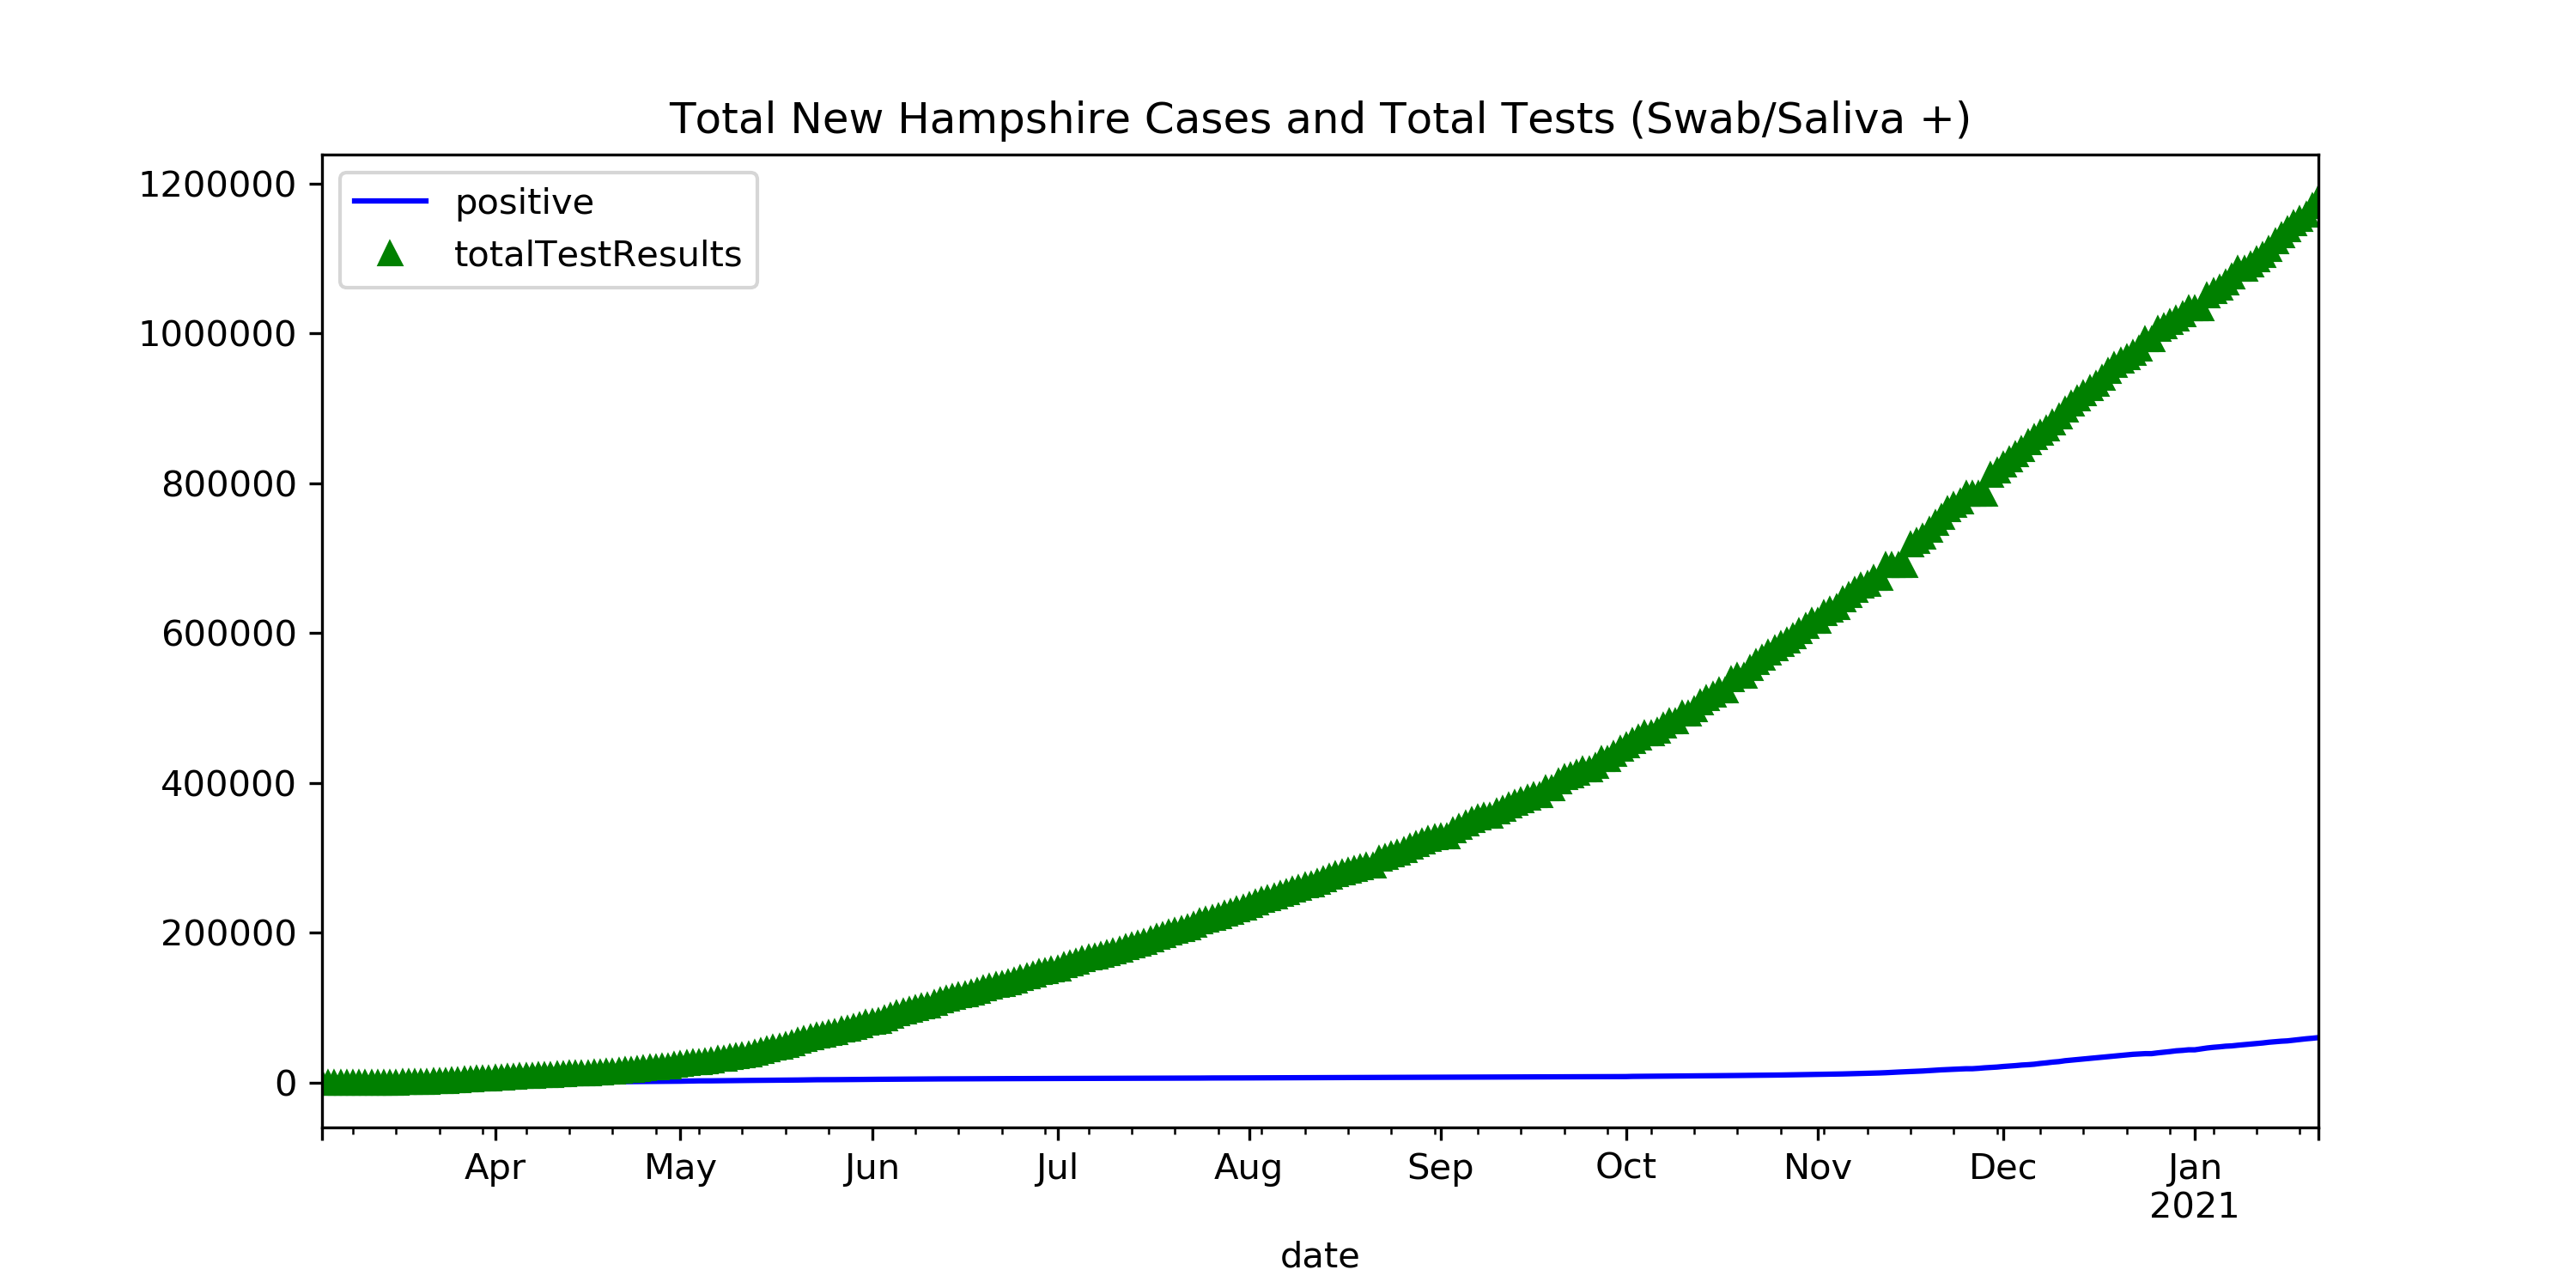 Total New Hampshire Cases and Total Tests (Swab/Saliva +)
positive
totalTestResults
1200000
1000000
800000
600000
400000
200000
0
Apr May Jun Jul Aug Sep Oct Nov Dec Jan
2021
date